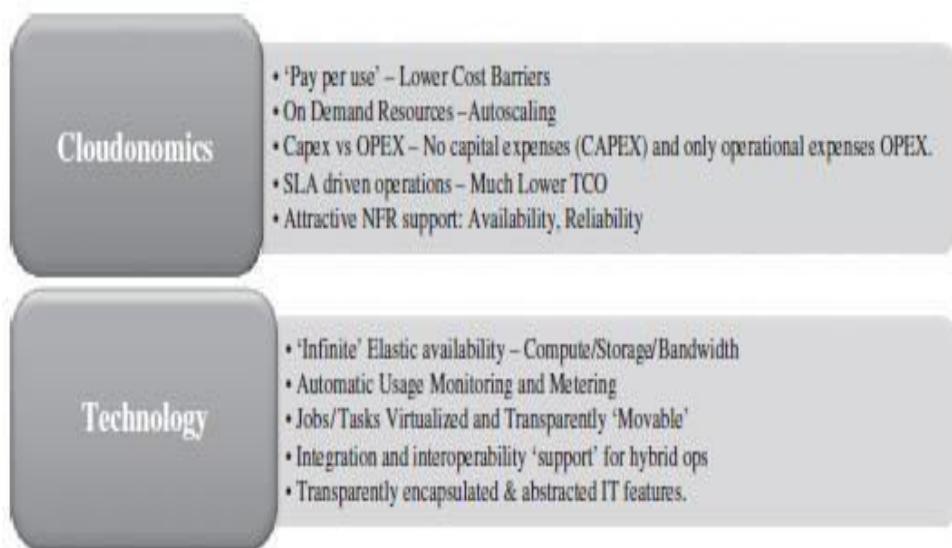 Cloudonomics
• ‘Pay per use’ – Lower Cost Barriers
• On Demand Resources –Autoscaling
• Capex vs OPEX – No capital expenses (CAPEX) and only operational expenses OPEX.
• SLA driven operations – Much Lower TCO
• Attractive NFR support: Availability, Reliability
Technology
• ‘Infinite’ Elastic availability – Compute/Storage/Bandwidth
• Automatic Usage Monitoring and Metering
• Jobs/Tasks Virtualized and Transparently ‘Movable’
• Integration and interoperability ‘support’ for hybrid ops
• Transparently encapsulated & abstracted IT features.